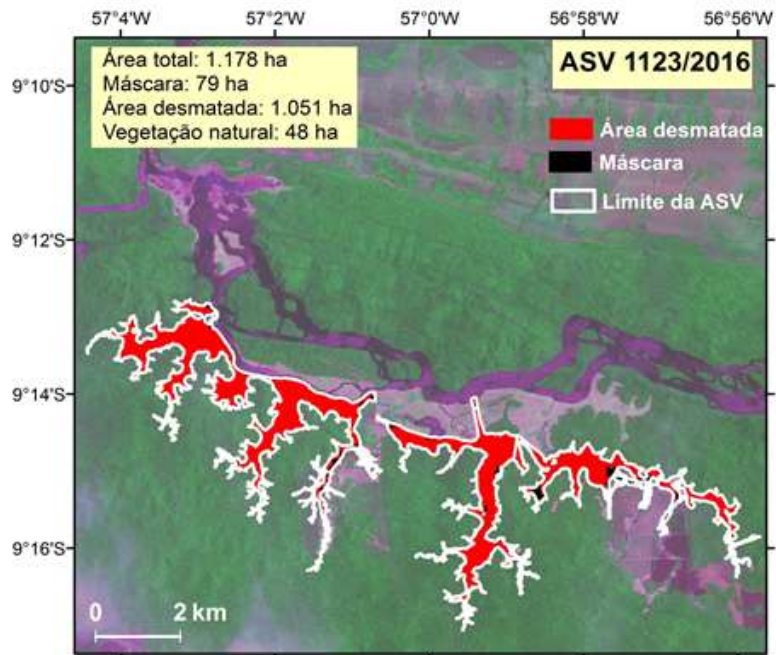 57°4'W 57°2'W 57°0'W 56°58'W 56°56'W
Área total: 1.178 ha
Máscara: 79 ha
Área desmatada: 1.051 ha
Vegetação natural: 48 ha
ASV 1123/2016
9°10'S
Área desmatada
Máscara
Limite da ASV
9°12'S
9°14'S
9°16'S
0 2 km